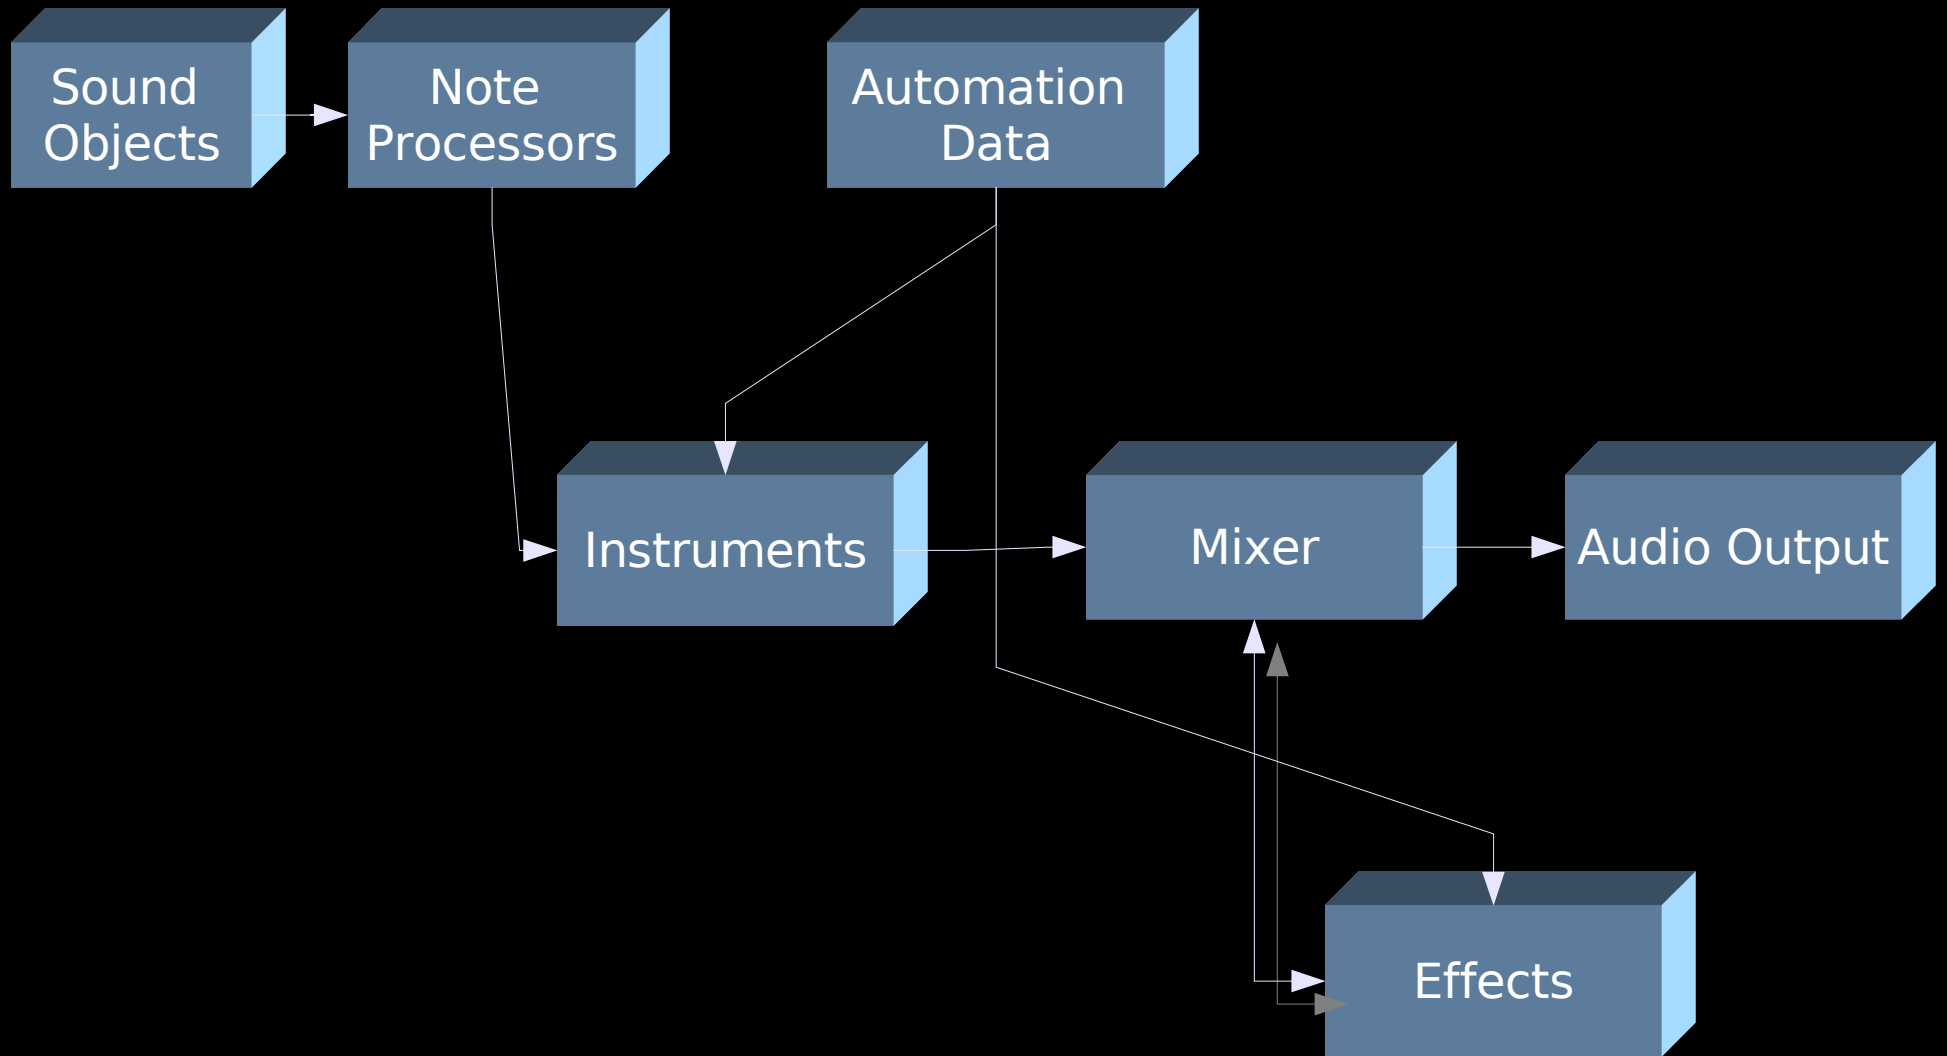 Sound
Objects
Note
Processors
Automation
Data
Instruments
Mixer
Audio Output
Effects